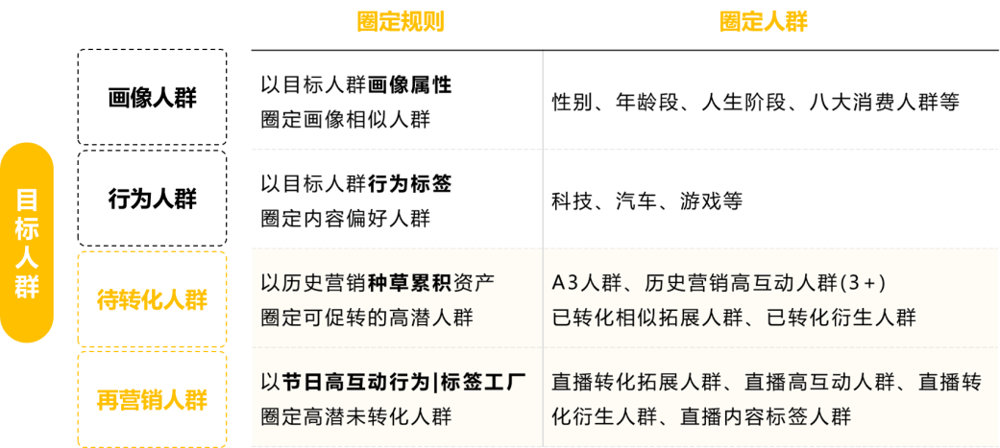 圈定规则
圈定人群
目标人群
画像人群
以目标人群画像属性
圈定画像相似人群
性别、年龄段、人生阶段、八大消费人群等
行为人群
以目标人群行为标签
圈定内容偏好人群
科技、汽车、游戏等
待转化人群
以历史营销种草累积资产
圈定可促转的高潜人群
A3人群、历史营销高互动人群(3+)
已转化相似拓展人群、已转化衍生人群
再营销人群
以节日高互动行为|标签工厂
圈定高潜未转化人群
直播转化拓展人群、直播高互动人群、直播转
化衍生人群、直播内容标签人群